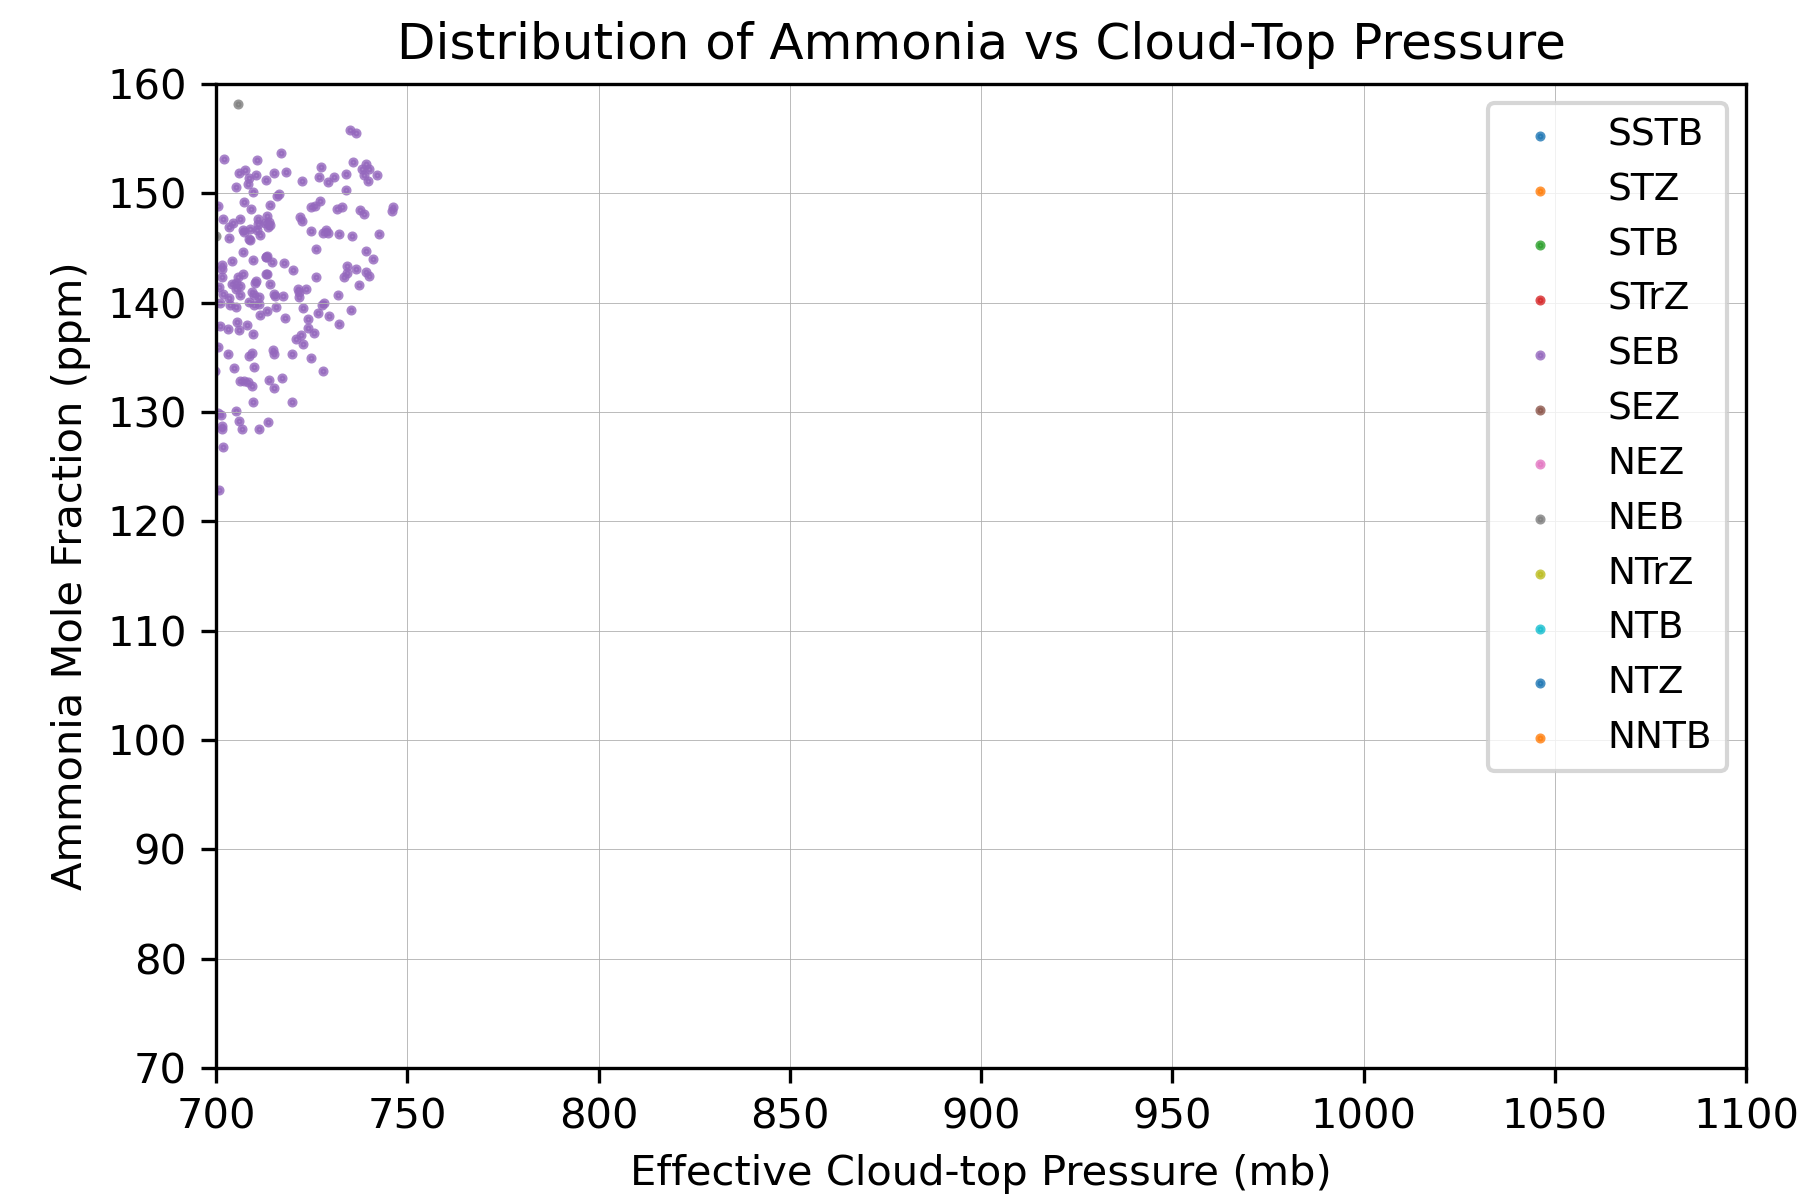 Distribution of Ammonia vs Cloud-Top Pressure
Ammonia Mole Fraction (ppm)
160
150
140
130
120
110
100
90
80
70
SSTB
STZ
STB
STrZ
SEB
SEZ
NEZ
NEB
NTrZ
NTB
NTZ
NNTB
700 750 800 850 900 950 1000 1050 1100
Effective Cloud-top Pressure (mb)